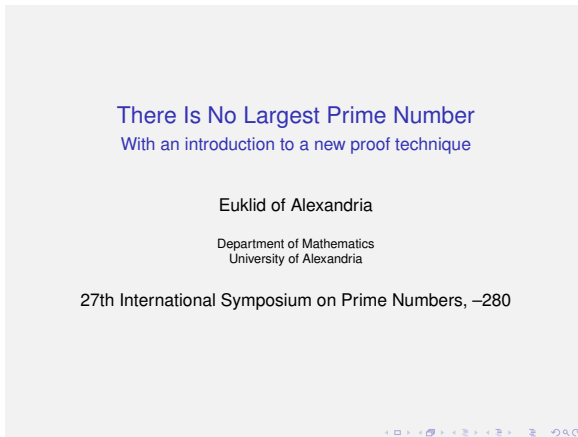 There Is No Largest Prime Number
With an introduction to a new proof technique
Euklid of Alexandria
Department of Mathematics
University of Alexandria
27th International Symposium on Prime Numbers, –280